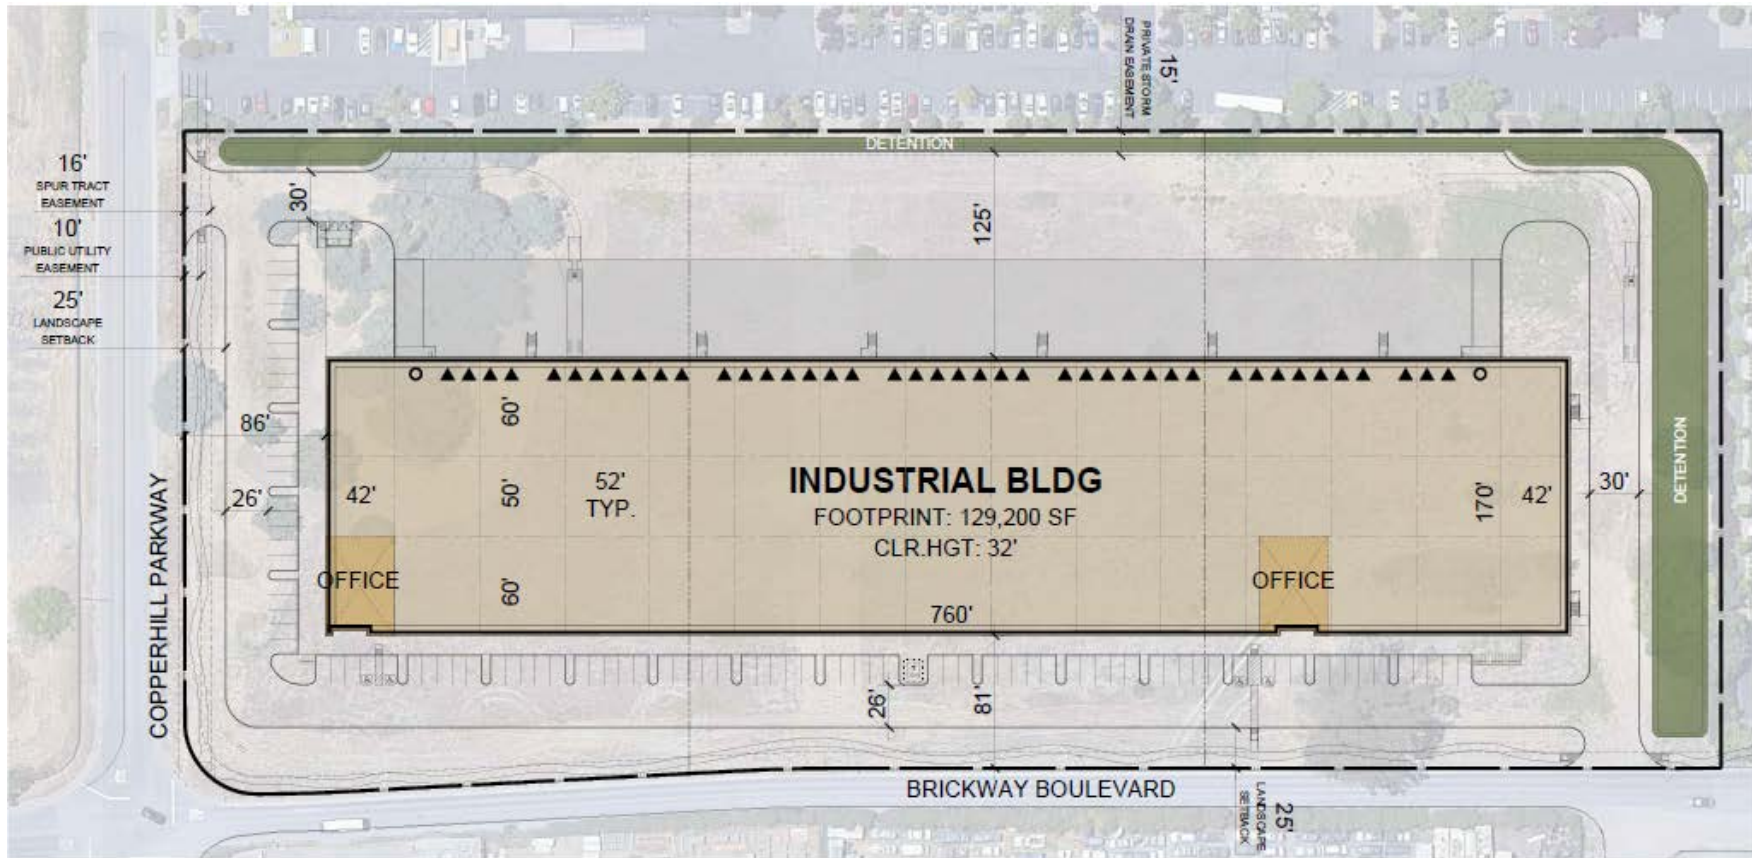 PRIVATE STORM
DRAIN EASEMENT
15'
DETENTION
16'
SPUR TRACT
EASEMENT
10'
PUBLIC UTILITY
EASEMENT
25'
LANDSCAPE
SETBACK
30'
125'
86'
26'
42'
60'
50'
60'
52'
TYP.
INDUSTRIAL BLDG
FOOTPRINT: 129,200 SF
CLR.HGT: 32'
170'
42'
30'
DETENTION
OFFICE
OFFICE
760'
COPPERHILL PARKWAY
26'
81'
BRICKWAY BOULEVARD
25'
LANDSCAPE
SETBACK